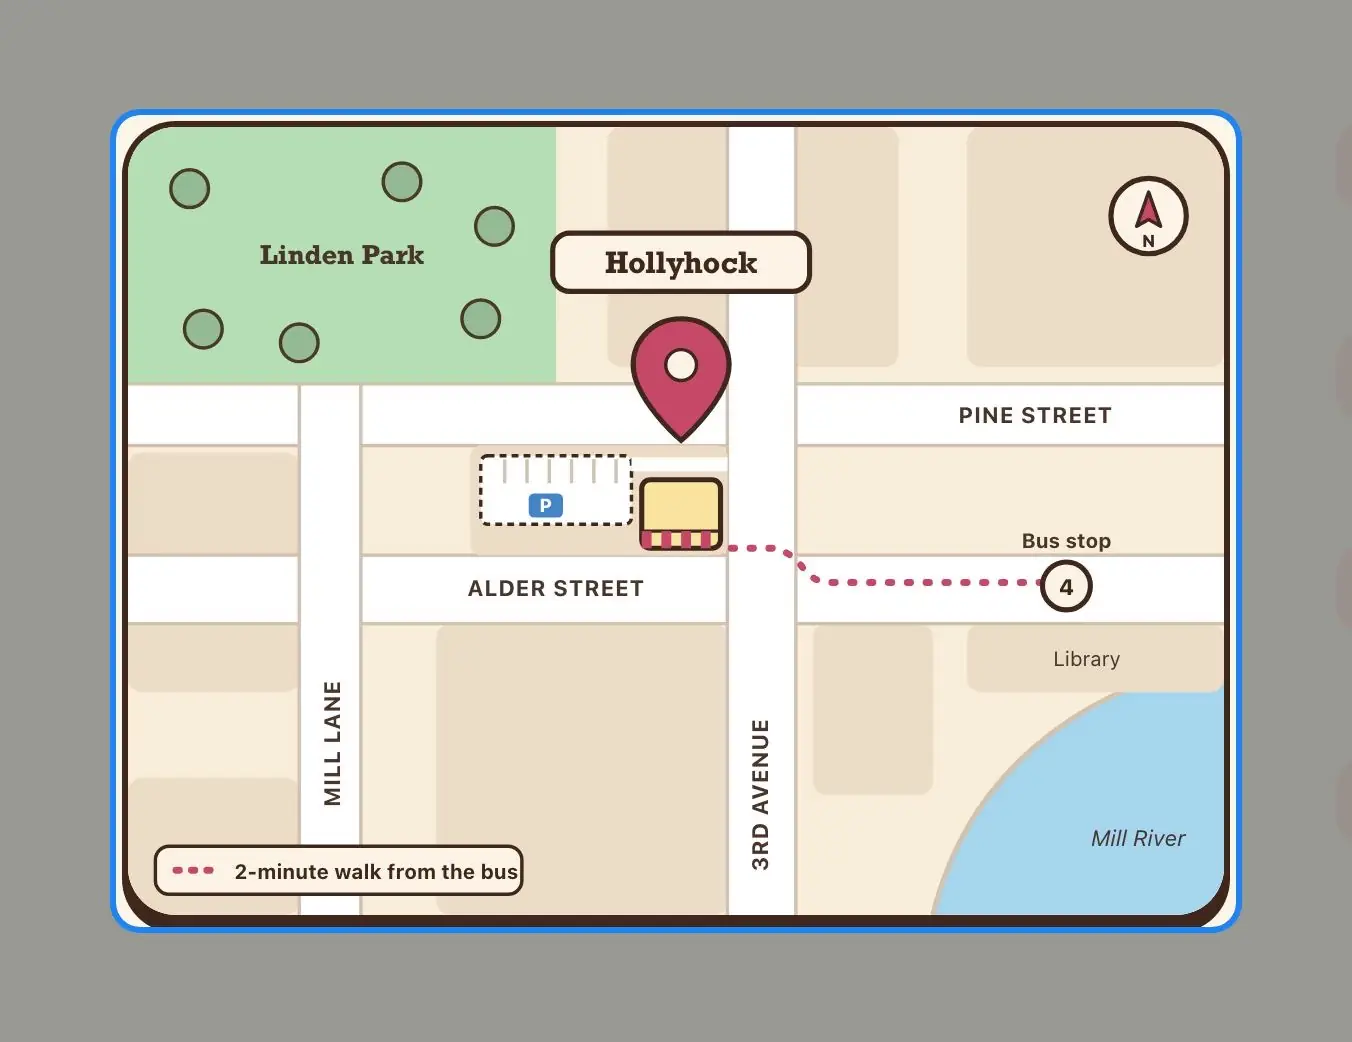 Linden Park
Hollyhock
N
PINE STREET
P
Bus stop
ALDER STREET
4
Library
MILL LANE
3RD AVENUE
Mill River
2-minute walk from the bus